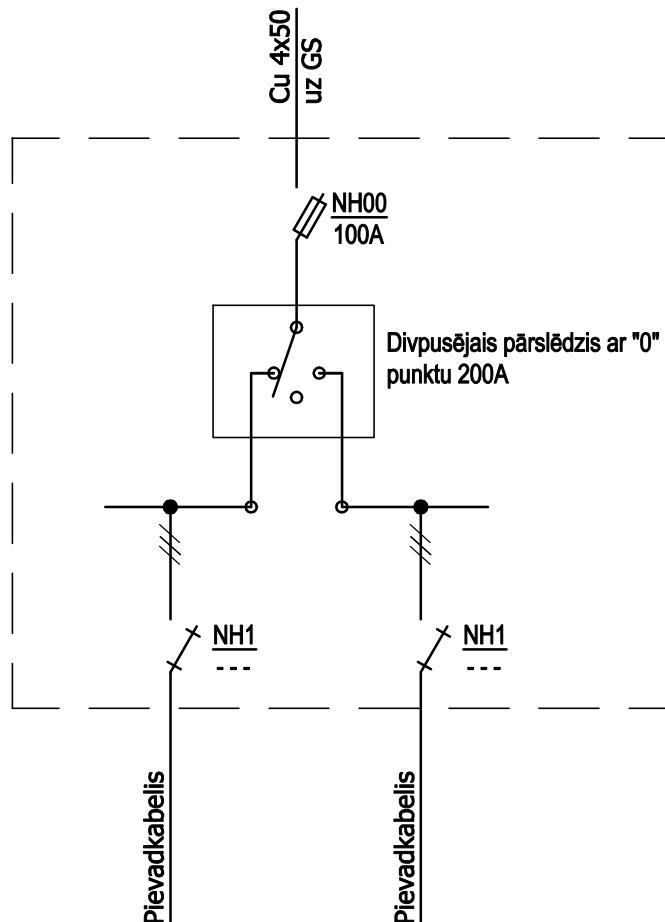 Cu 4x50
uz GS
NH00
100A
Divpusējais pārslēdzis ar "0"
punktu 200A
NH1
---
NH1
---
Pievadkabelis
Pievadkabelis